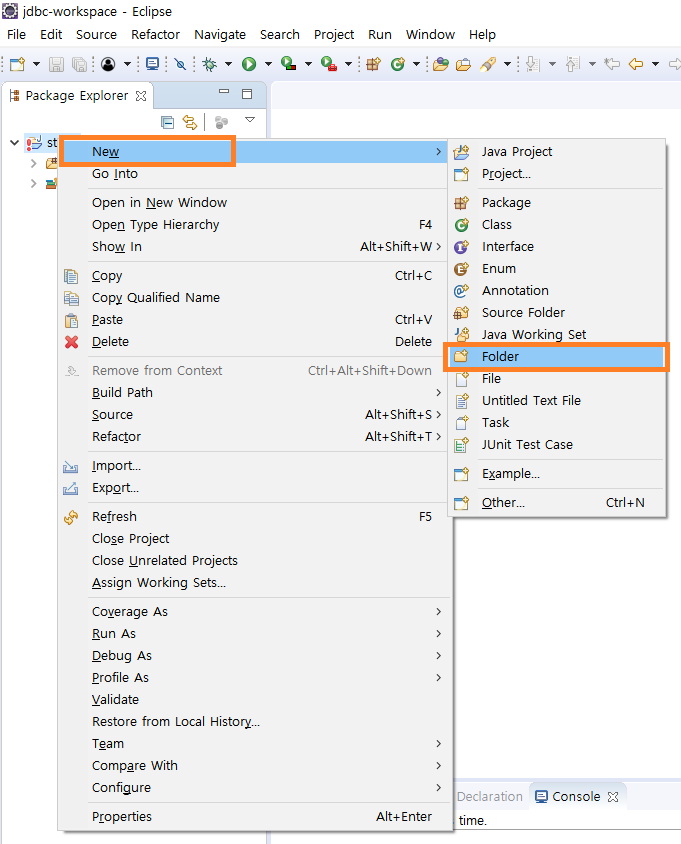 jdbc-workspace - Eclipse
File Edit Source Refactor Navigate Search Project Run Window Help
Package Explorer
st
New
Go Into
Open in New Window
Open Type Hierarchy F4
Show In Alt+Shift+W
Copy Ctrl+C
Copy Qualified Name
Paste Ctrl+V
Delete Delete
Remove from Context Ctrl+Alt+Shift+Down
Build Path
Source Alt+Shift+S
Refactor Alt+Shift+T
Import...
Export...
Refresh F5
Close Project
Close Unrelated Projects
Assign Working Sets...
Coverage As
Run As
Debug As
Profile As
Validate
Restore from Local History...
Team
Compare With
Configure
Properties Alt+Enter
Java Project
Project...
Package
Class
Interface
Enum
Annotation
Source Folder
Java Working Set
Folder
File
Untitled Text File
Task
JUnit Test Case
Example...
Other... Ctrl+N
Declaration Console
time.